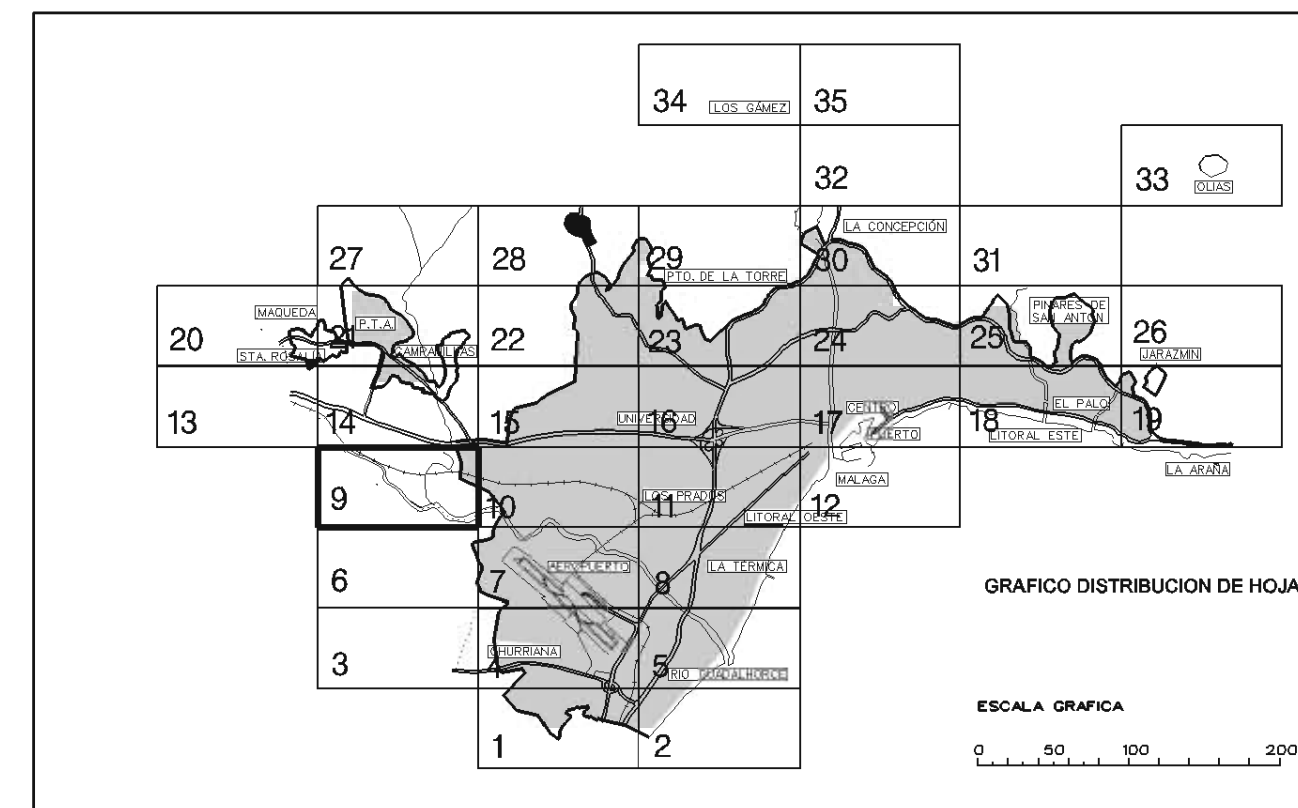 34 LOS GÁMEZ 35
32 33
OLIAS
LA CONCEPCIÓN
27 28 29 30 31
PTO. DE LA TORRE
MAQUEDA P.T.A. PINARES DE
SAN ANTON
20 21 22 23 24 25 26
STA. ROSALIA CAMPANILLAS JARAZMIN
13 14 15 16 17 18 19
UNIVERSIDAD CENTRO EL PALO
PUERTO LITORAL ESTE
LA ARAÑA
MALAGA
9 10 11 12
LOS PRADOS
LITORAL OESTE
6 7 8
AEROPUERTO LA TÉRMICA
GRAFICO DISTRIBUCION DE HOJA
3 5
CHURRIANA RIO GUADALHORCE
1 2
ESCALA GRAFICA
0 50 100 200